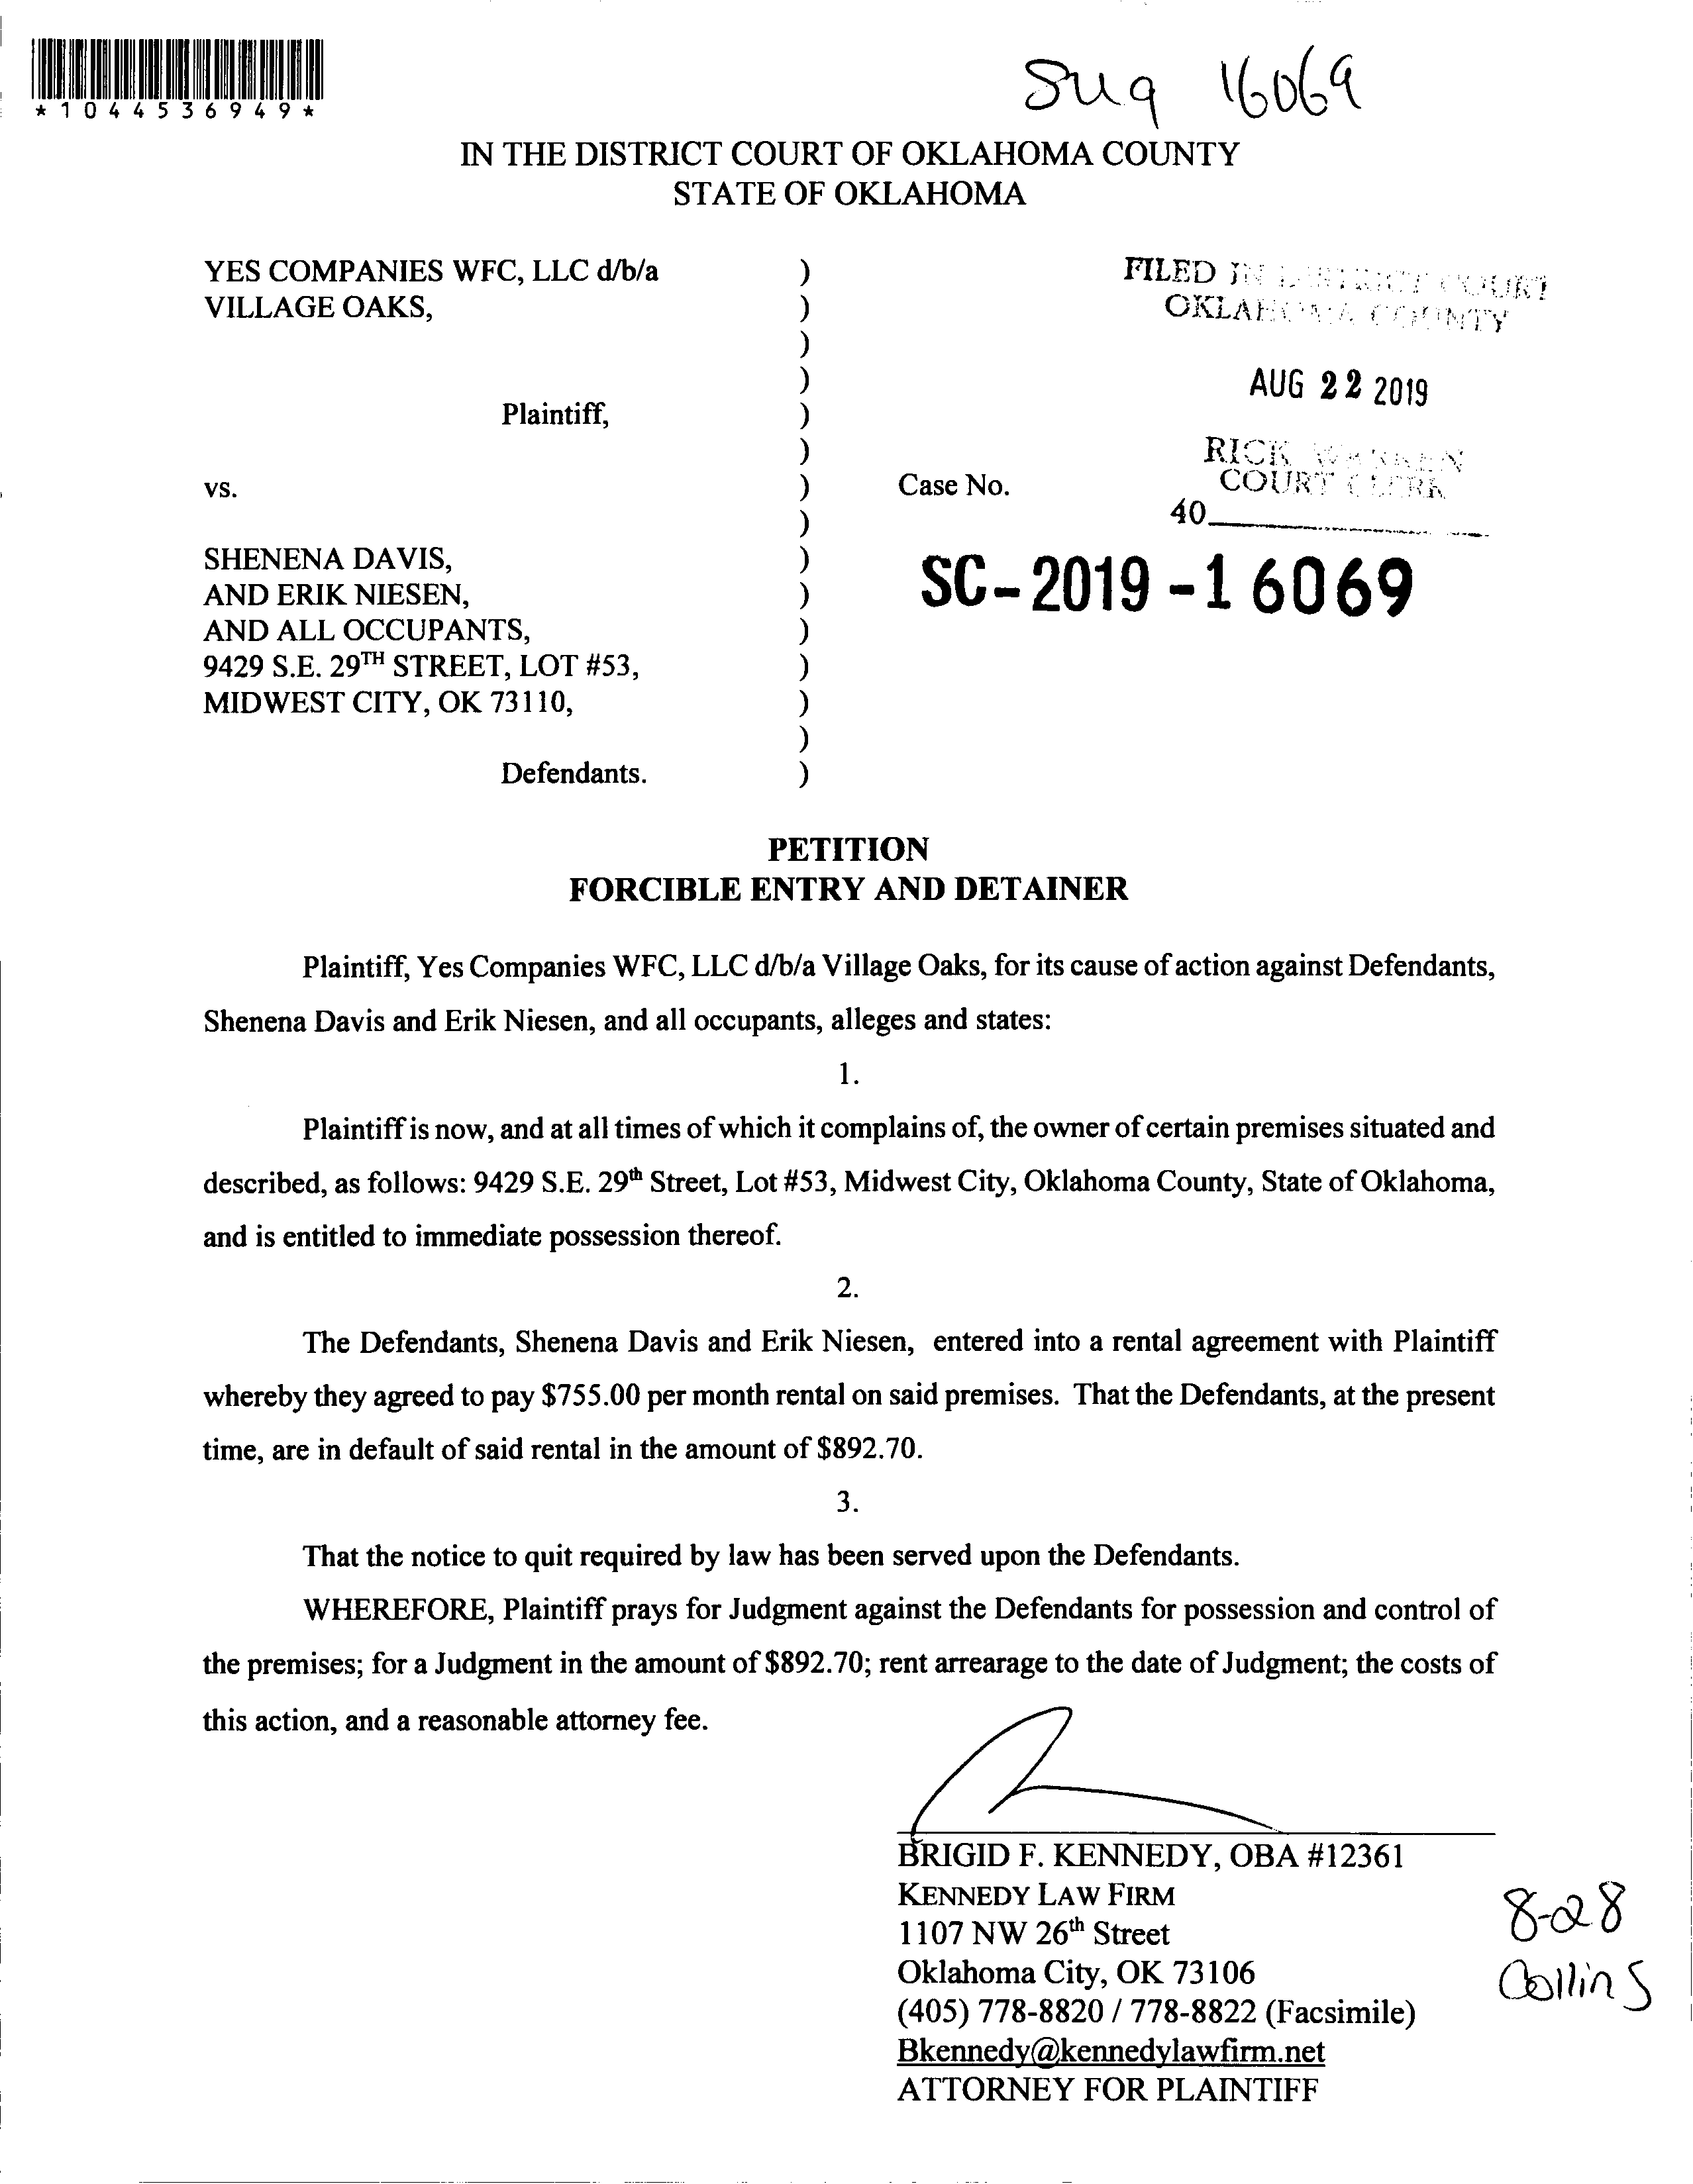 *1044536949*
16069
IN THE DISTRICT COURT OF OKLAHOMA COUNTY
STATE OF OKLAHOMA
YES COMPANIES WFC, LLC d/b/a )
VILLAGE OAKS, )
)
)
Plaintiff, )
)
vs. )
)
SHENENA DAVIS, )
AND ERIK NIESEN, )
AND ALL OCCUPANTS, )
9429 S.E. 29TH STREET, LOT #53, )
MIDWEST CITY, OK 73110, )
)
Defendants. )
FILED IN DISTRICT COURT
OKLAHOMA COUNTY
AUG 22 2019
RICK WARREN
COURT CLERK
40
Case No.
SC-2019-16069
PETITION
FORCIBLE ENTRY AND DETAINER
Plaintiff, Yes Companies WFC, LLC d/b/a Village Oaks, for its cause of action against Defendants,
Shenena Davis and Erik Niesen, and all occupants, alleges and states:
1.
Plaintiff is now, and at all times of which it complains of, the owner of certain premises situated and
described, as follows: 9429 S.E. 29th Street, Lot #53, Midwest City, Oklahoma County, State of Oklahoma,
and is entitled to immediate possession thereof.
2.
The Defendants, Shenena Davis and Erik Niesen, entered into a rental agreement with Plaintiff
whereby they agreed to pay $755.00 per month rental on said premises. That the Defendants, at the present
time, are in default of said rental in the amount of $892.70.
3.
That the notice to quit required by law has been served upon the Defendants.
WHEREFORE, Plaintiff prays for Judgment against the Defendants for possession and control of
the premises; for a Judgment in the amount of $892.70; rent arrearage to the date of Judgment; the costs of
this action, and a reasonable attorney fee.
BRIGID F. KENNEDY, OBA #12361
KENNEDY LAW FIRM
1107 NW 26th Street
Oklahoma City, OK 73106
(405) 778-8820 / 778-8822 (Facsimile)
Bkennedy@kennedylawfirm.net
ATTORNEY FOR PLAINTIFF
8-28
Collins